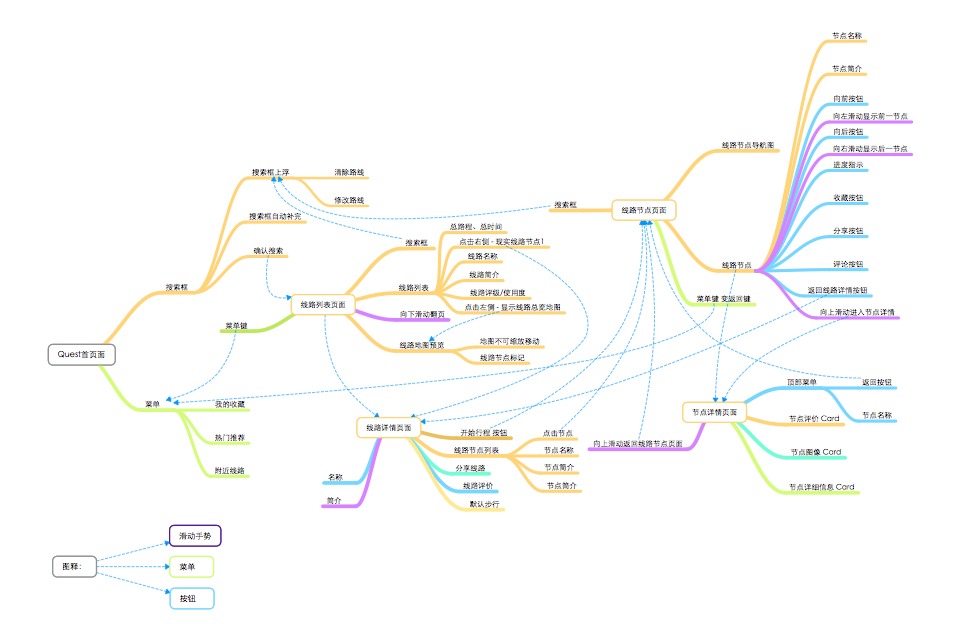 Quest首页面
搜索框
搜索框上浮
清除路线
修改路线
搜索框自动补完
确认搜索
菜单
我的收藏
热门推荐
附近线路
线路列表页面
菜单键
搜索框
线路列表
总路程、总时间
点击右侧 - 现实线路节点1
线路名称
线路简介
线路评级/使用度
点击左侧 - 显示线路总览地图
向下滑动翻页
线路地图预览
地图不可缩放移动
线路节点标记
线路详情页面
名称
简介
开始行程 按钮
线路节点列表
点击节点
节点名称
节点简介
节点简介
分享线路
线路评价
默认步行
线路节点页面
搜索框
线路节点导航图
线路节点
节点名称
节点简介
向前按钮
向左滑动显示前一节点
向后按钮
向右滑动显示后一节点
进度指示
收藏按钮
分享按钮
评论按钮
返回线路详情按钮
向上滑动进入节点详情
菜单键 变返回键
节点详情页面
向上滑动返回线路节点页面
顶部菜单
返回按钮
节点名称
节点评价 Card
节点图像 Card
节点详细信息 Card
图释：
滑动手势
菜单
按钮